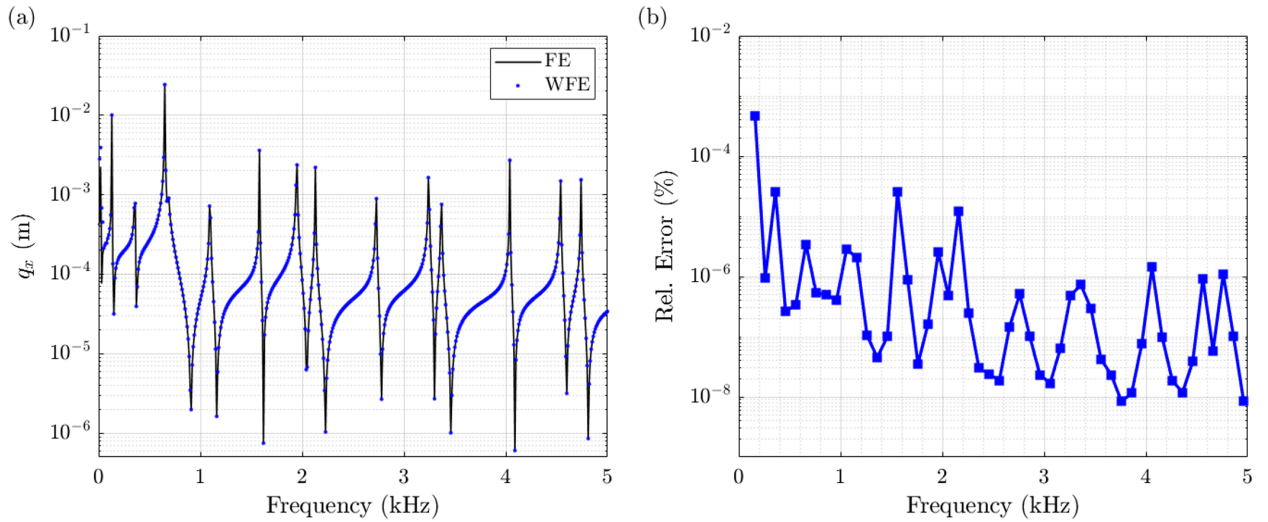 (a)
10⁻¹
10⁻²
10⁻³
10⁻⁴
10⁻⁵
10⁻⁶
qₓ (m)
FE
WFE
0 1 2 3 4 5
Frequency (kHz)
(b)
10⁻²
10⁻⁴
10⁻⁶
10⁻⁸
Rel. Error (%)
0 1 2 3 4 5
Frequency (kHz)